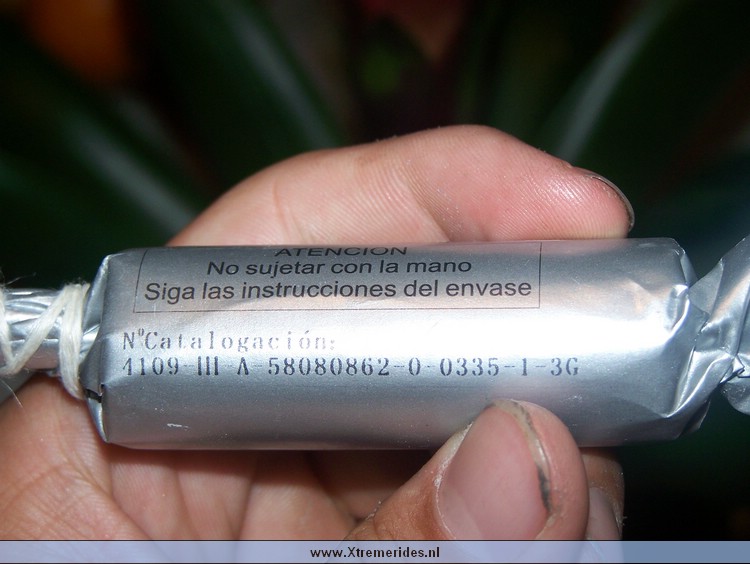 ATENCION
No sujetar con la mano
Siga las instrucciones del envase
NºCatalogación:
4109-III-A-58080862-0-0335-1-3G
www.Xtremerides.nl